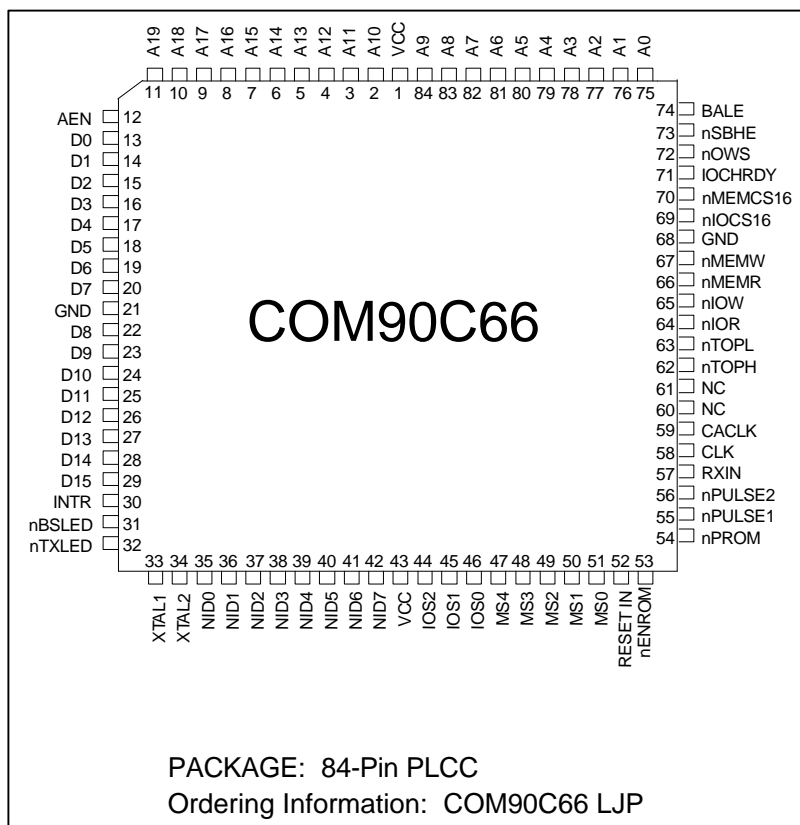 A19 A18 A17 A16 A15 A14 A13 A12 A11 A10 VCC A9 A8 A7 A6 A5 A4 A3 A2 A1 A0
11 10 9 8 7 6 5 4 3 2 1 84 83 82 81 80 79 78 77 76 75
AEN 12
D0 13
D1 14
D2 15
D3 16
D4 17
D5 18
D6 19
D7 20
GND 21
D8 22
D9 23
D10 24
D11 25
D12 26
D13 27
D14 28
D15 29
INTR 30
nBSLED 31
nTXLED 32
COM90C66
74 BALE
73 nSBHE
72 nOWS
71 IOCHRDY
70 nMEMCS16
69 nIOCS16
68 GND
67 nMEMW
66 nMEMR
65 nIOW
64 nIOR
63 nTOPL
62 nTOPH
61 NC
60 NC
59 CACLK
58 CLK
57 RXIN
56 nPULSE2
55 nPULSE1
54 nPROM
33 34 35 36 37 38 39 40 41 42 43 44 45 46 47 48 49 50 51 52 53
XTAL1 XTAL2 NID0 NID1 NID2 NID3 NID4 NID5 NID6 NID7 VCC IOS2 IOS1 IOS0 MS4 MS3 MS2 MS1 MS0 RESET IN nENROM
PACKAGE: 84-Pin PLCC
Ordering Information: COM90C66 LJP